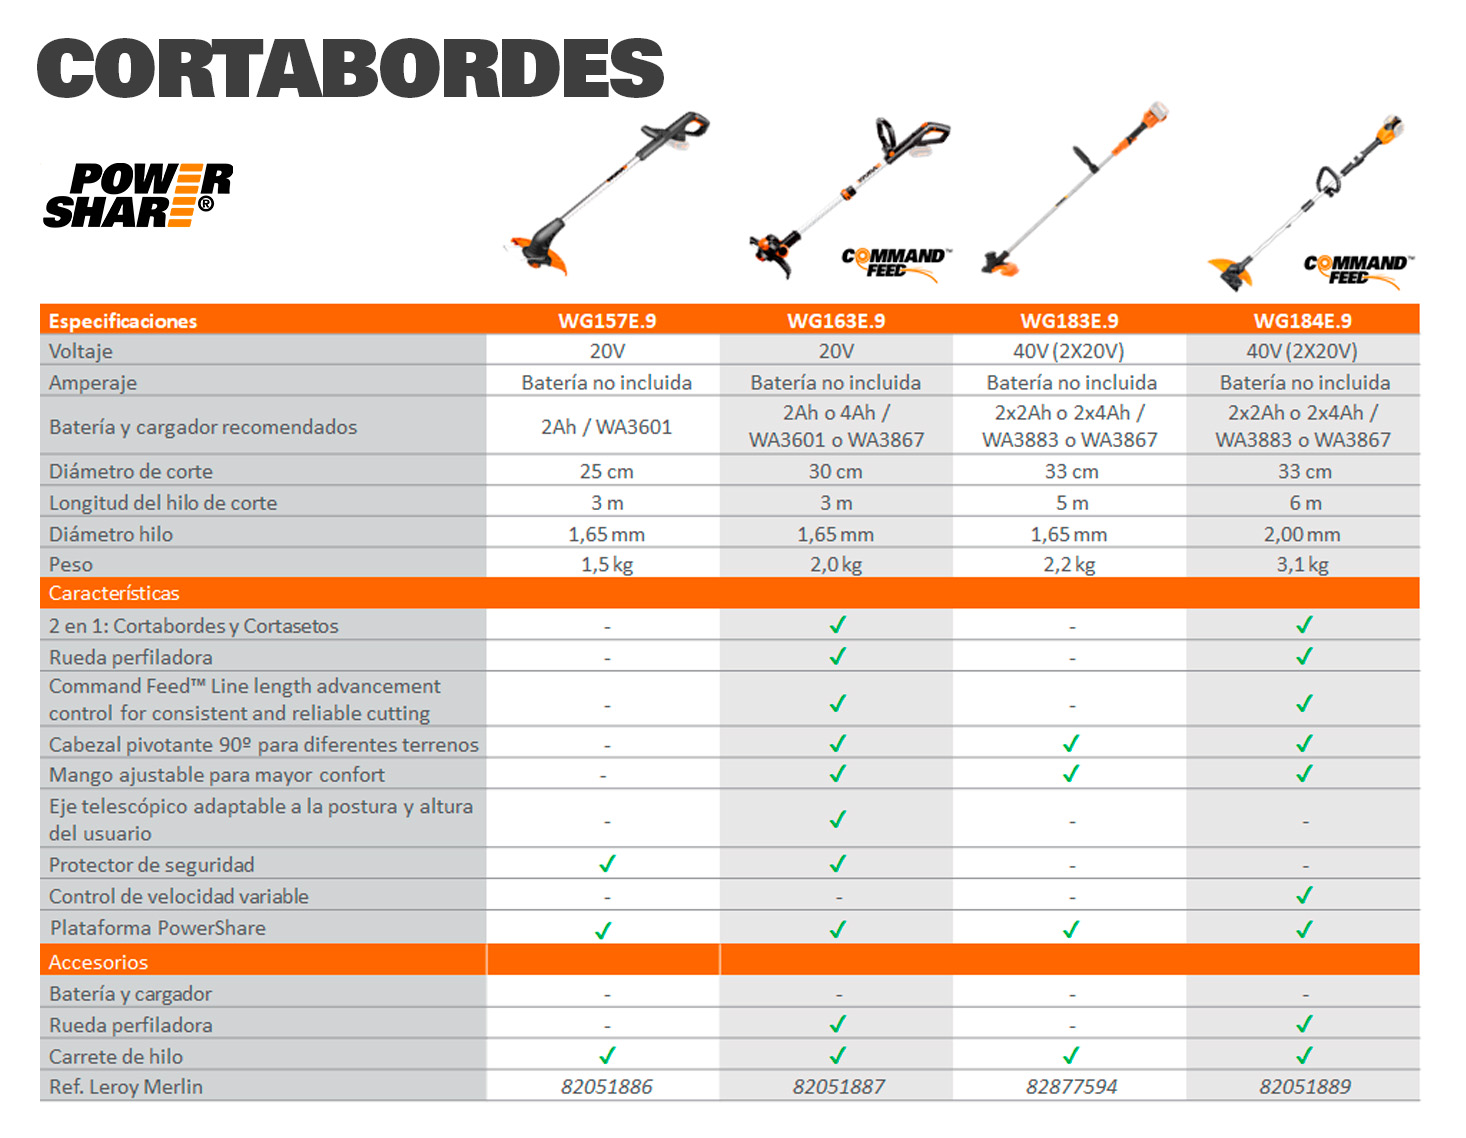 CORTABORDES
POWER
SHARE®
COMMAND™
FEED
COMMAND™
FEED
Especificaciones WG157E.9 WG163E.9 WG183E.9 WG184E.9
Voltaje 20V 20V 40V (2X20V) 40V (2X20V)
Amperaje Batería no incluida Batería no incluida Batería no incluida Batería no incluida
Batería y cargador recomendados 2Ah / WA3601 2Ah o 4Ah / WA3601 o WA3867 2x2Ah o 2x4Ah / WA3883 o WA3867 2x2Ah o 2x4Ah / WA3883 o WA3867
Diámetro de corte 25 cm 30 cm 33 cm 33 cm
Longitud del hilo de corte 3 m 3 m 5 m 6 m
Diámetro hilo 1,65 mm 1,65 mm 1,65 mm 2,00 mm
Peso 1,5 kg 2,0 kg 2,2 kg 3,1 kg
Características
2 en 1: Cortabordes y Cortasetos - ✓ - ✓
Rueda perfiladora - ✓ - ✓
Command Feed™ Line length advancement
control for consistent and reliable cutting - ✓ - ✓
Cabezal pivotante 90º para diferentes terrenos - ✓ ✓ ✓
Mango ajustable para mayor confort - ✓ ✓ ✓
Eje telescópico adaptable a la postura y altura
del usuario - ✓ - -
Protector de seguridad ✓ ✓ - -
Control de velocidad variable - - - ✓
Plataforma PowerShare ✓ ✓ ✓ ✓
Accesorios
Batería y cargador - - - -
Rueda perfiladora - ✓ - ✓
Carrete de hilo ✓ ✓ ✓ ✓
Ref. Leroy Merlin 82051886 82051887 82877594 82051889